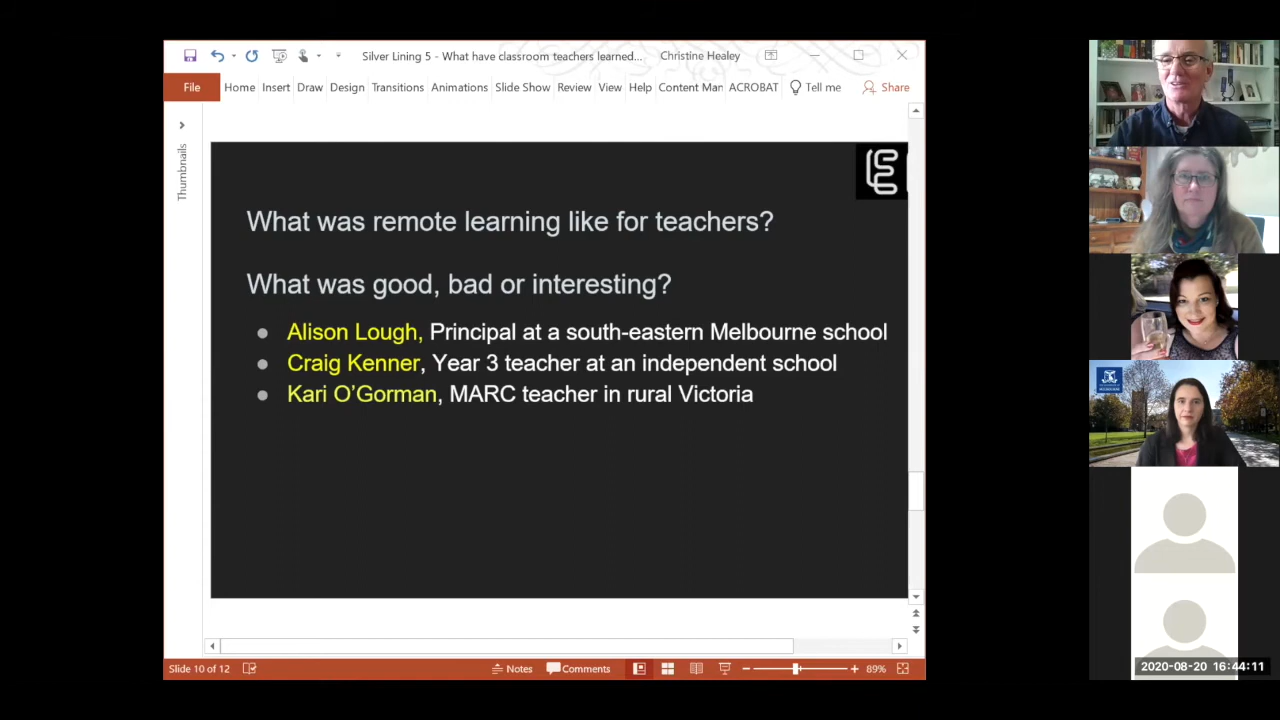 Silver Lining 5 - What have classroom teachers learned... Christine Healey
File Home Insert Draw Design Transitions Animations Slide Show Review View Help Content Man ACROBAT Tell me Share
Thumbnails
What was remote learning like for teachers?
What was good, bad or interesting?
Alison Lough, Principal at a south-eastern Melbourne school
Craig Kenner, Year 3 teacher at an independent school
Kari O'Gorman, MARC teacher in rural Victoria
Slide 10 of 12 Notes Comments 89%
2020-08-20 16:44:11